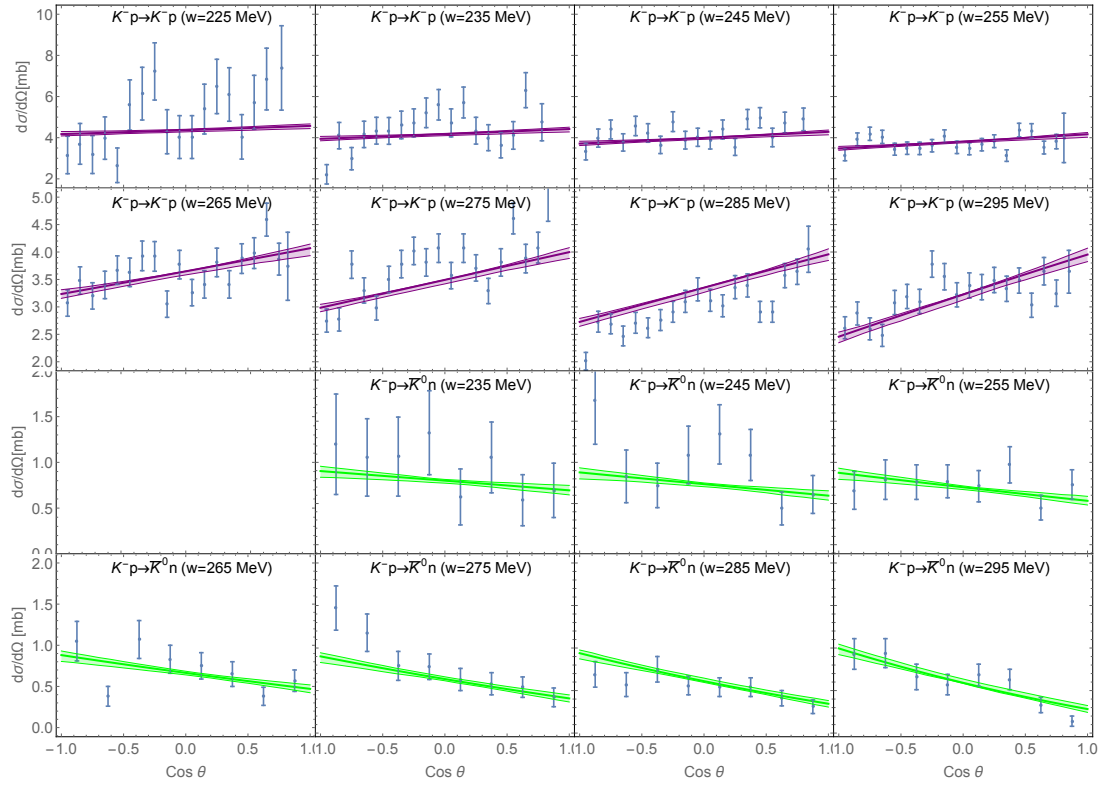 K⁻p→K⁻p (w=225 MeV) K⁻p→K⁻p (w=235 MeV) K⁻p→K⁻p (w=245 MeV) K⁻p→K⁻p (w=255 MeV)
10
8
6
4
2
dσ/dΩ[mb]
K⁻p→K⁻p (w=265 MeV) K⁻p→K⁻p (w=275 MeV) K⁻p→K⁻p (w=285 MeV) K⁻p→K⁻p (w=295 MeV)
5.0
4.5
4.0
3.5
3.0
2.5
2.0
dσ/dΩ[mb]
K⁻p→K̅⁰n (w=235 MeV) K⁻p→K̅⁰n (w=245 MeV) K⁻p→K̅⁰n (w=255 MeV)
2.0
1.5
1.0
0.5
0.0
dσ/dΩ[mb]
K⁻p→K̅⁰n (w=265 MeV) K⁻p→K̅⁰n (w=275 MeV) K⁻p→K̅⁰n (w=285 MeV) K⁻p→K̅⁰n (w=295 MeV)
2.0
1.5
1.0
0.5
0.0
dσ/dΩ [mb]
-1.0 -0.5 0.0 0.5 1.0 -1.0 -0.5 0.0 0.5 1.0 -1.0 -0.5 0.0 0.5 1.0 -1.0 -0.5 0.0 0.5 1.0
Cos θ Cos θ Cos θ Cos θ